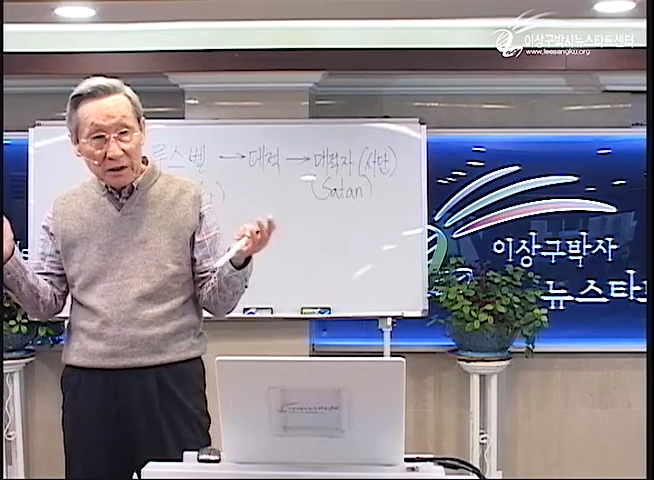 이상구박사뉴스타트센터
www.leesangku.org
루스벨 → 대적 → 대적자 (사단)
(Satan)
이상구박사
뉴스타트